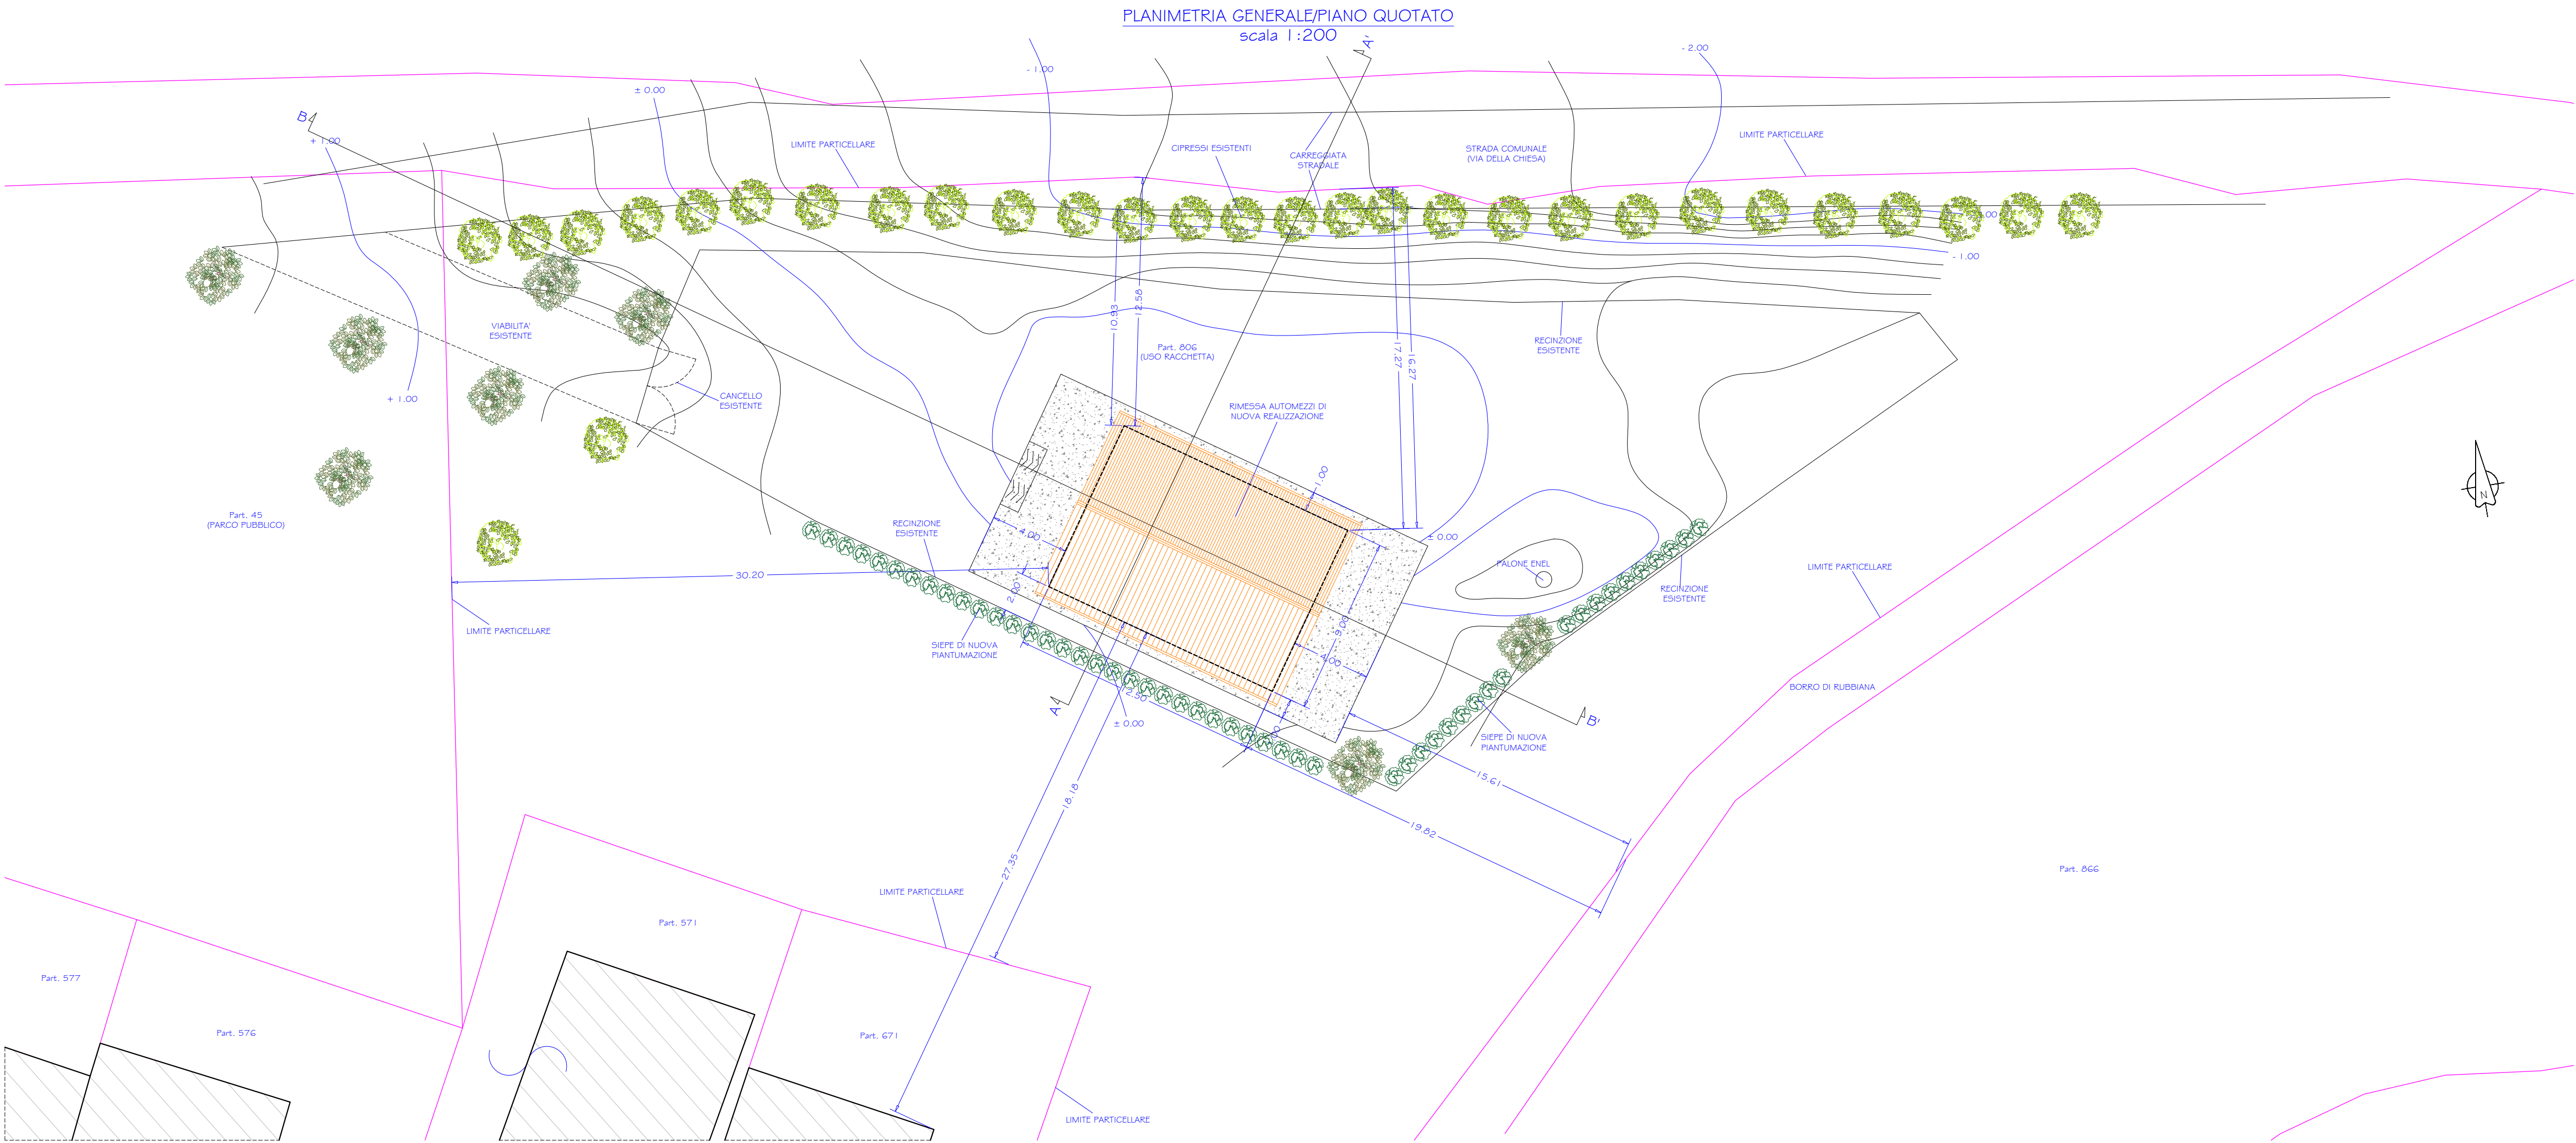 PLANIMETRIA GENERALE/PIANO QUOTATO
scala 1:200
A'
- 2.00
- 1.00
± 0.00
B
+ 1.00
LIMITE PARTICELLARE
CIPRESSI ESISTENTI
CARREGGIATA
STRADALE
STRADA COMUNALE
(VIA DELLA CHIESA)
LIMITE PARTICELLARE
- 1.00
VIABILITA'
ESISTENTE
10.93
12.58
Part. 806
(USO RACCHETTA)
17.27
16.27
RECINZIONE
ESISTENTE
+ 1.00
CANCELLO
ESISTENTE
RIMESSA AUTOMEZZI DI
NUOVA REALIZZAZIONE
1.00
N
Part. 45
(PARCO PUBBLICO)
RECINZIONE
ESISTENTE
4.00
± 0.00
PALONE ENEL
LIMITE PARTICELLARE
30.20
2.00
RECINZIONE
ESISTENTE
9.00
LIMITE PARTICELLARE
SIEPE DI NUOVA
PIANTUMAZIONE
4.00
BORRO DI RUBBIANA
12.50
A
± 0.00
B'
SIEPE DI NUOVA
PIANTUMAZIONE
15.61
18.18
19.82
27.35
Part. 866
LIMITE PARTICELLARE
Part. 571
Part. 577
Part. 576
Part. 671
LIMITE PARTICELLARE